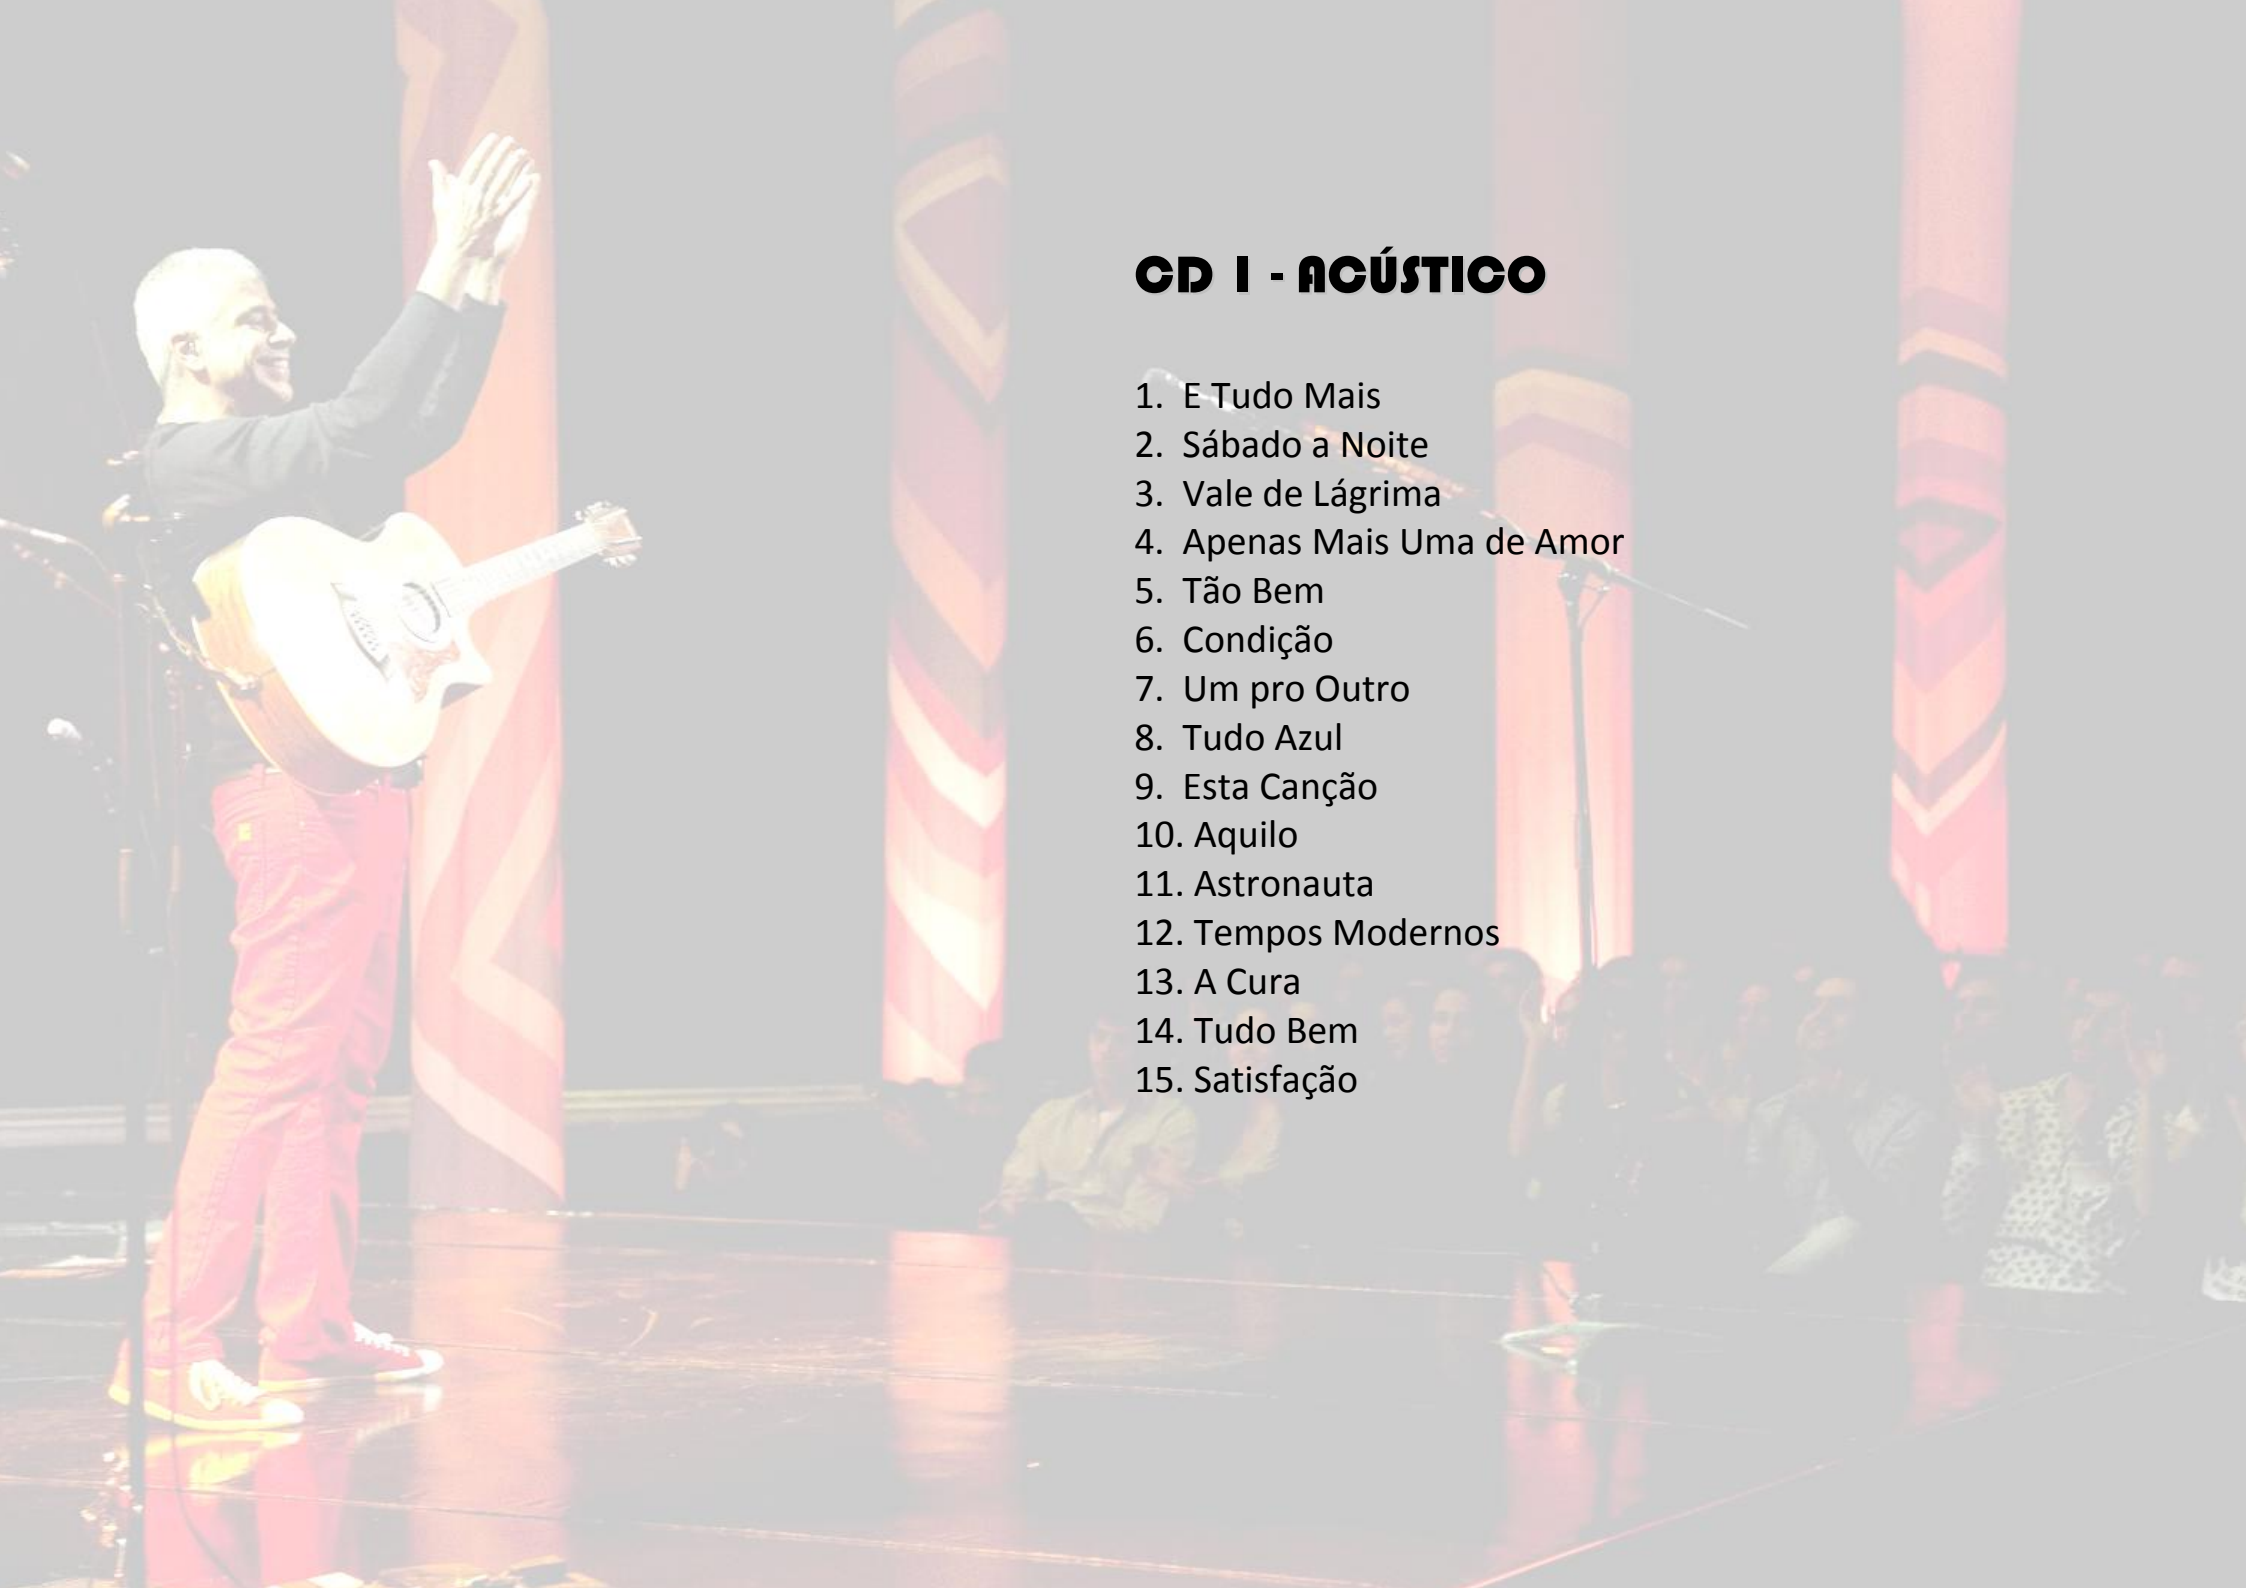 CD 1 - ACÚSTICO
1. E Tudo Mais
2. Sábado a Noite
3. Vale de Lágrima
4. Apenas Mais Uma de Amor
5. Tão Bem
6. Condição
7. Um pro Outro
8. Tudo Azul
9. Esta Canção
10. Aquilo
11. Astronauta
12. Tempos Modernos
13. A Cura
14. Tudo Bem
15. Satisfação